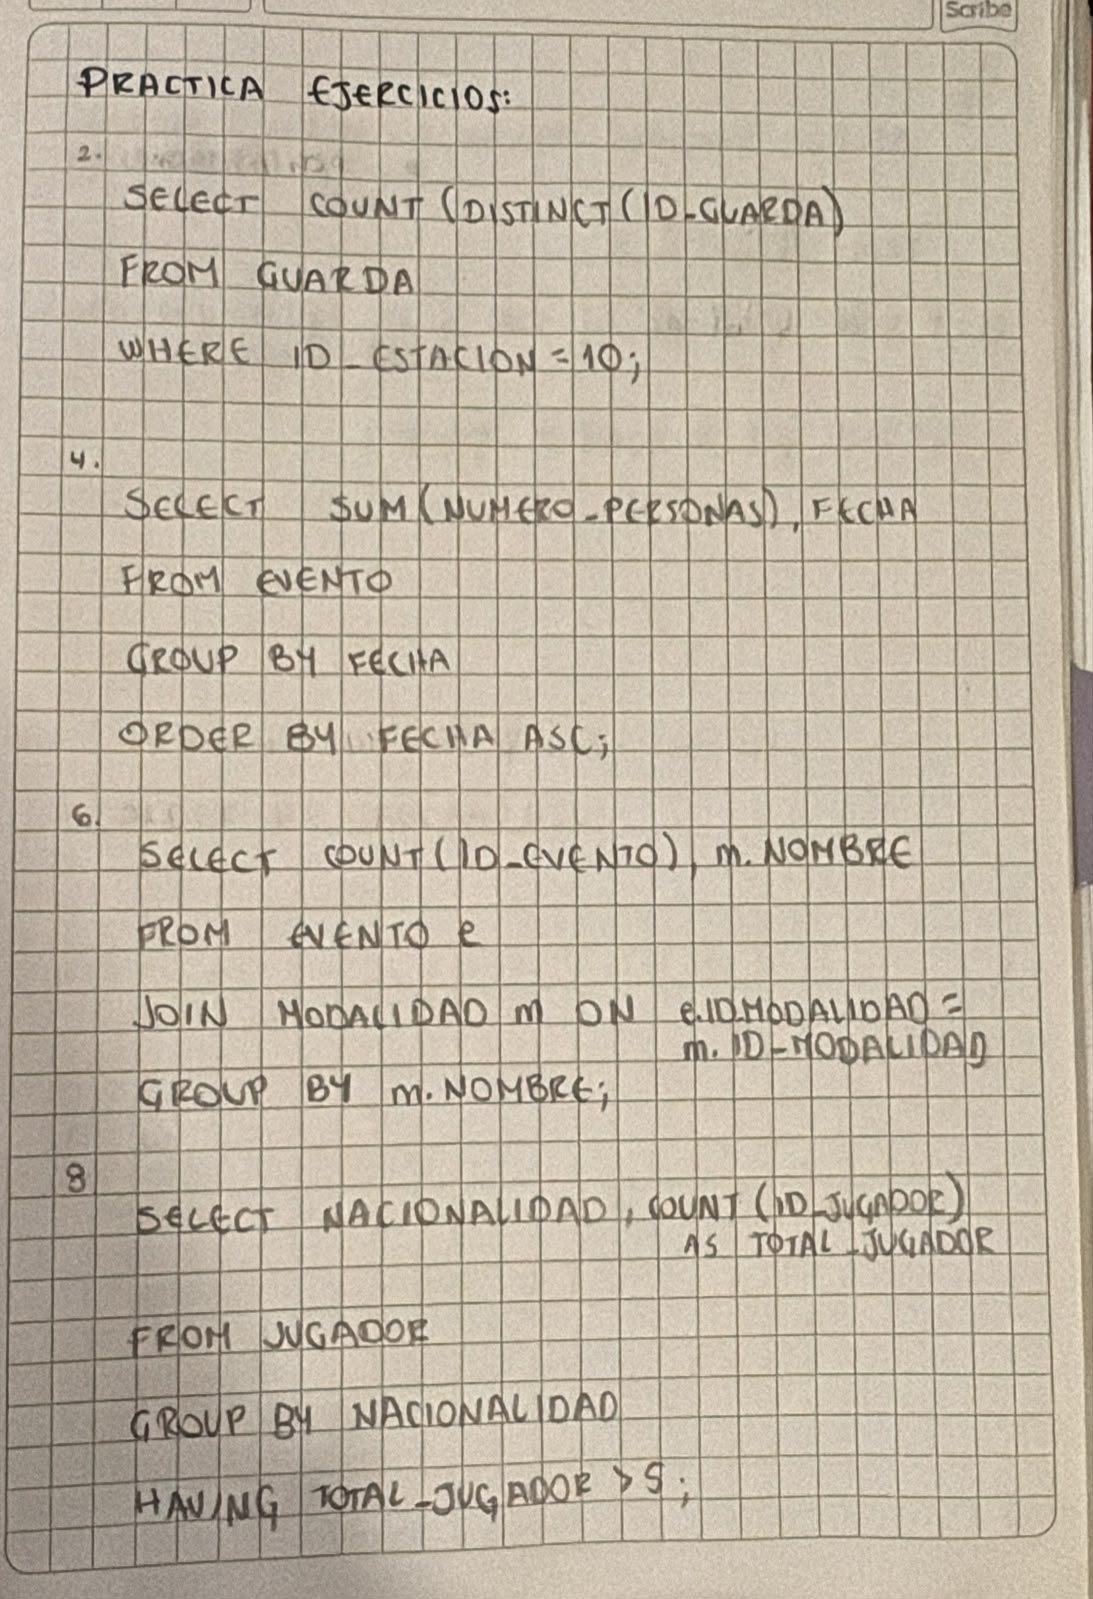 Scribe
PRACTICA EJERCICIOS:
2.
SELECT COUNT (DISTINCT (ID_GUARDA)
FROM GUARDA
WHERE ID_ESTACION = 10;
4.
SELECT SUM (NUMERO_PERSONAS), FECHA
FROM EVENTO
GROUP BY FECHA
ORDER BY FECHA ASC;
6.
SELECT COUNT (ID_EVENTO), m. NOMBRE
FROM EVENTO e
JOIN MODALIDAD m ON e.ID_MODALIDAD =
m. ID_MODALIDAD
GROUP BY m. NOMBRE;
8
SELECT NACIONALIDAD, COUNT (ID_JUGADOR)
AS TOTAL_JUGADOR
FROM JUGADOR
GROUP BY NACIONALIDAD
HAVING TOTAL_JUGADOR > 5;